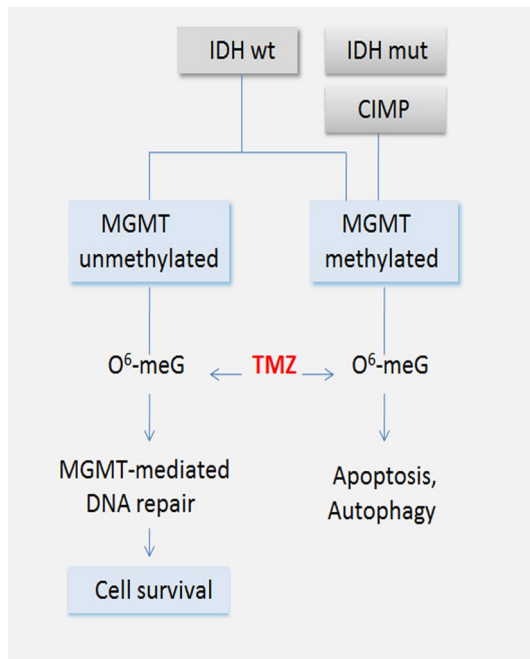 IDH wt
IDH mut
CIMP
MGMT
unmethylated
MGMT
methylated
O⁶-meG
TMZ
O⁶-meG
MGMT-mediated
DNA repair
Apoptosis,
Autophagy
Cell survival